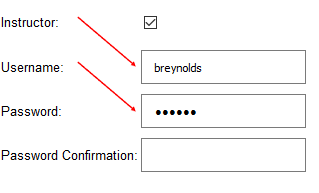 Instructor:
Username: breynolds
Password: ••••••
Password Confirmation: